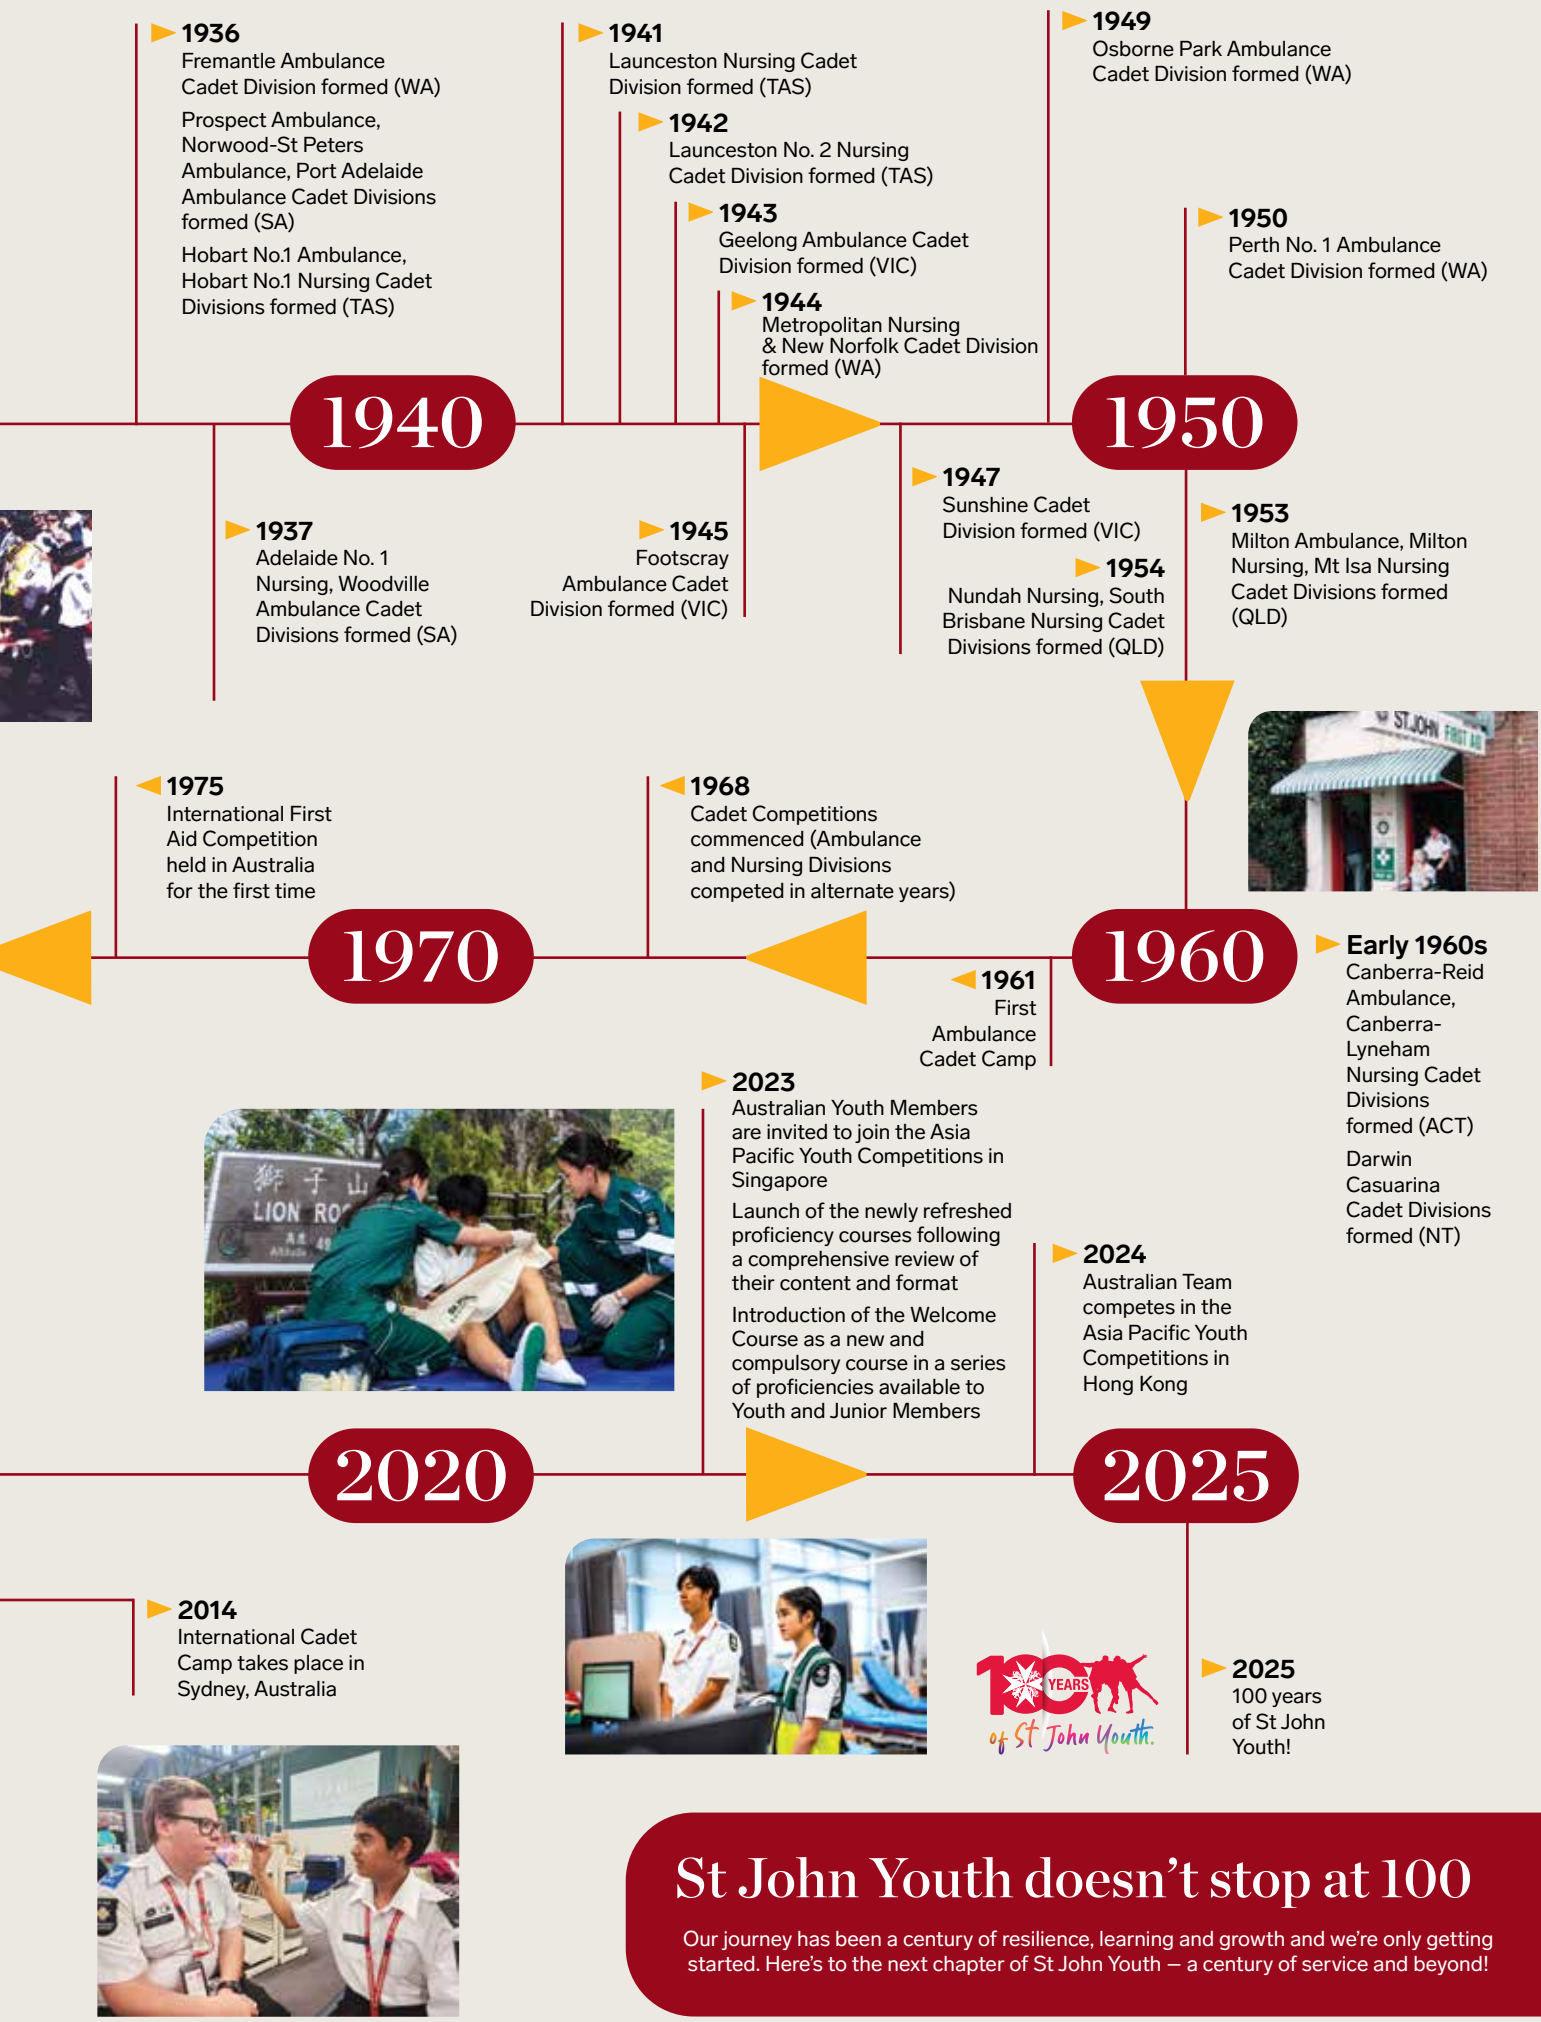 1936
Fremantle Ambulance
Cadet Division formed (WA)
Prospect Ambulance,
Norwood-St Peters
Ambulance, Port Adelaide
Ambulance Cadet Divisions
formed (SA)
Hobart No.1 Ambulance,
Hobart No.1 Nursing Cadet
Divisions formed (TAS)
1941
Launceston Nursing Cadet
Division formed (TAS)
1942
Launceston No. 2 Nursing
Cadet Division formed (TAS)
1943
Geelong Ambulance Cadet
Division formed (VIC)
1944
Metropolitan Nursing
& New Norfolk Cadet Division
formed (WA)
1949
Osborne Park Ambulance
Cadet Division formed (WA)
1950
Perth No. 1 Ambulance
Cadet Division formed (WA)
1940
1950
1937
Adelaide No. 1
Nursing, Woodville
Ambulance Cadet
Divisions formed (SA)
1945
Footscray
Ambulance Cadet
Division formed (VIC)
1947
Sunshine Cadet
Division formed (VIC)
1954
Nundah Nursing, South
Brisbane Nursing Cadet
Divisions formed (QLD)
1953
Milton Ambulance, Milton
Nursing, Mt Isa Nursing
Cadet Divisions formed
(QLD)
ST JOHN FIRST AID
1975
International First
Aid Competition
held in Australia
for the first time
1968
Cadet Competitions
commenced (Ambulance
and Nursing Divisions
competed in alternate years)
1970
1960
1961
First
Ambulance
Cadet Camp
Early 1960s
Canberra-Reid
Ambulance,
Canberra-
Lyneham
Nursing Cadet
Divisions
formed (ACT)
Darwin
Casuarina
Cadet Divisions
formed (NT)
獅子山
LION RO
Altitude
2023
Australian Youth Members
are invited to join the Asia
Pacific Youth Competitions in
Singapore
Launch of the newly refreshed
proficiency courses following
a comprehensive review of
their content and format
Introduction of the Welcome
Course as a new and
compulsory course in a series
of proficiencies available to
Youth and Junior Members
2024
Australian Team
competes in the
Asia Pacific Youth
Competitions in
Hong Kong
2020
2025
2014
International Cadet
Camp takes place in
Sydney, Australia
100 YEARS
of St John Youth.
2025
100 years
of St John
Youth!
St John Youth doesn't stop at 100
Our journey has been a century of resilience, learning and growth and we're only getting
started. Here's to the next chapter of St John Youth – a century of service and beyond!